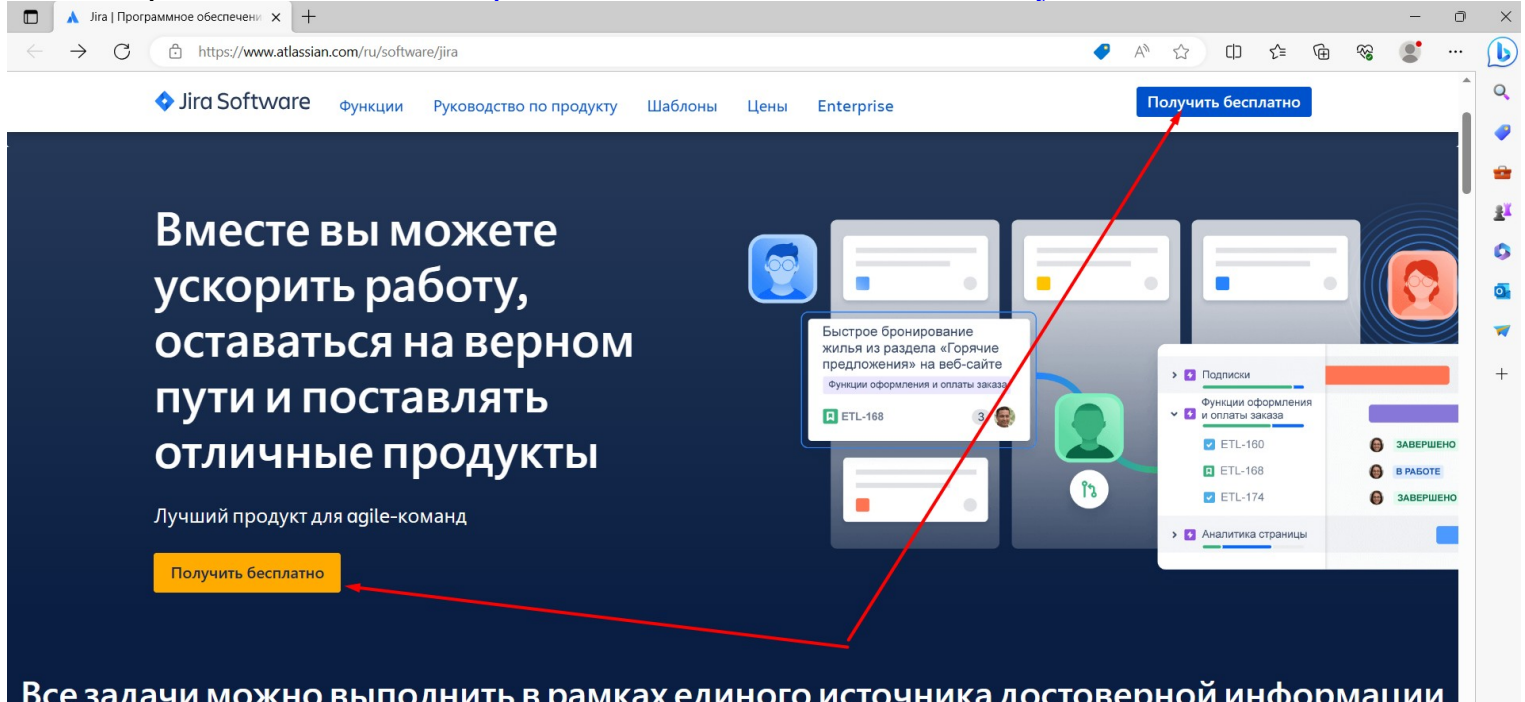 Jira | Программное обеспечени
https://www.atlassian.com/ru/software/jira
Jira Software
Функции
Руководство по продукту
Шаблоны
Цены
Enterprise
Получить бесплатно
Вместе вы можете
ускорить работу,
оставаться на верном
пути и поставлять
отличные продукты
Лучший продукт для agile-команд
Получить бесплатно
Быстрое бронирование
жилья из раздела «Горячие
предложения» на веб-сайте
Функции оформления и оплаты заказа
ETL-168
3
Подписки
Функции оформления
и оплаты заказа
ETL-160
ЗАВЕРШЕНО
ETL-168
В РАБОТЕ
ETL-174
ЗАВЕРШЕНО
Аналитика страницы
Все задачи можно выполнить в рамках единого источника достоверной информации